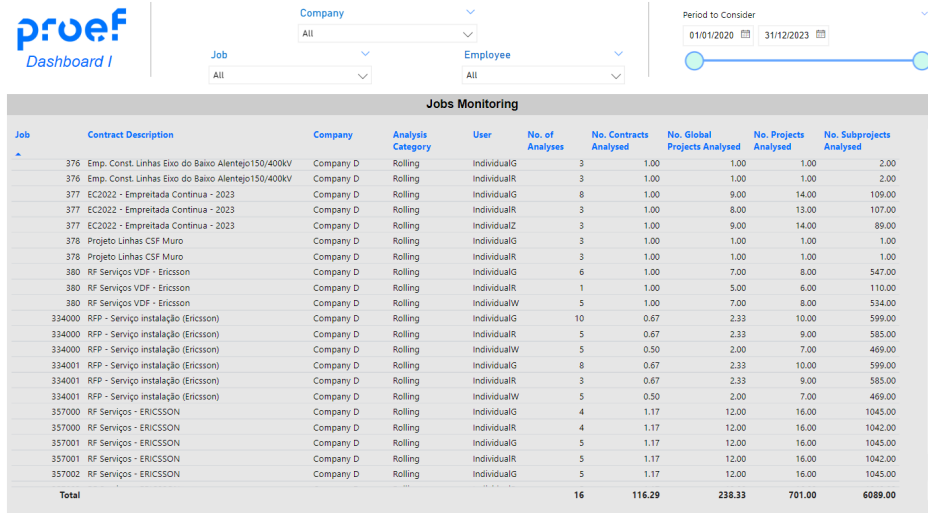 proef
Dashboard I
Company
All
Job
All
Employee
All
Period to Consider
01/01/2020 31/12/2023
Jobs Monitoring
Job Contract Description Company Analysis Category User No. of Analyses No. Contracts Analysed No. Global Projects Analysed No. Projects Analysed No. Subprojects Analysed
376 Emp. Const. Linhas Eixo do Baixo Alentejo150/400kV Company D Rolling IndividualG 3 1.00 1.00 1.00 2.00
376 Emp. Const. Linhas Eixo do Baixo Alentejo150/400kV Company D Rolling IndividualR 3 1.00 1.00 1.00 2.00
377 EC2022 - Empreitada Continua - 2023 Company D Rolling IndividualG 8 1.00 9.00 14.00 109.00
377 EC2022 - Empreitada Continua - 2023 Company D Rolling IndividualR 3 1.00 8.00 13.00 107.00
377 EC2022 - Empreitada Continua - 2023 Company D Rolling IndividualZ 3 1.00 9.00 14.00 89.00
378 Projeto Linhas CSF Muro Company D Rolling IndividualG 3 1.00 1.00 1.00 1.00
378 Projeto Linhas CSF Muro Company D Rolling IndividualR 3 1.00 1.00 1.00 1.00
380 RF Serviços VDF - Ericsson Company D Rolling IndividualG 6 1.00 7.00 8.00 547.00
380 RF Serviços VDF - Ericsson Company D Rolling IndividualR 1 1.00 5.00 6.00 110.00
380 RF Serviços VDF - Ericsson Company D Rolling IndividualW 5 1.00 7.00 8.00 534.00
334000 RFP - Serviço instalação (Ericsson) Company D Rolling IndividualG 10 0.67 2.33 10.00 599.00
334000 RFP - Serviço instalação (Ericsson) Company D Rolling IndividualR 5 0.67 2.33 9.00 585.00
334000 RFP - Serviço instalação (Ericsson) Company D Rolling IndividualW 5 0.50 2.00 7.00 469.00
334001 RFP - Serviço instalação (Ericsson) Company D Rolling IndividualG 8 0.67 2.33 10.00 599.00
334001 RFP - Serviço instalação (Ericsson) Company D Rolling IndividualR 3 0.67 2.33 9.00 585.00
334001 RFP - Serviço instalação (Ericsson) Company D Rolling IndividualW 5 0.50 2.00 7.00 469.00
357000 RF Serviços - ERICSSON Company D Rolling IndividualG 4 1.17 12.00 16.00 1045.00
357000 RF Serviços - ERICSSON Company D Rolling IndividualR 4 1.17 12.00 16.00 1042.00
357001 RF Serviços - ERICSSON Company D Rolling IndividualG 5 1.17 12.00 16.00 1045.00
357001 RF Serviços - ERICSSON Company D Rolling IndividualR 5 1.17 12.00 16.00 1042.00
357002 RF Serviços - ERICSSON Company D Rolling IndividualG 5 1.17 12.00 16.00 1045.00
Total 16 116.29 238.33 701.00 6089.00